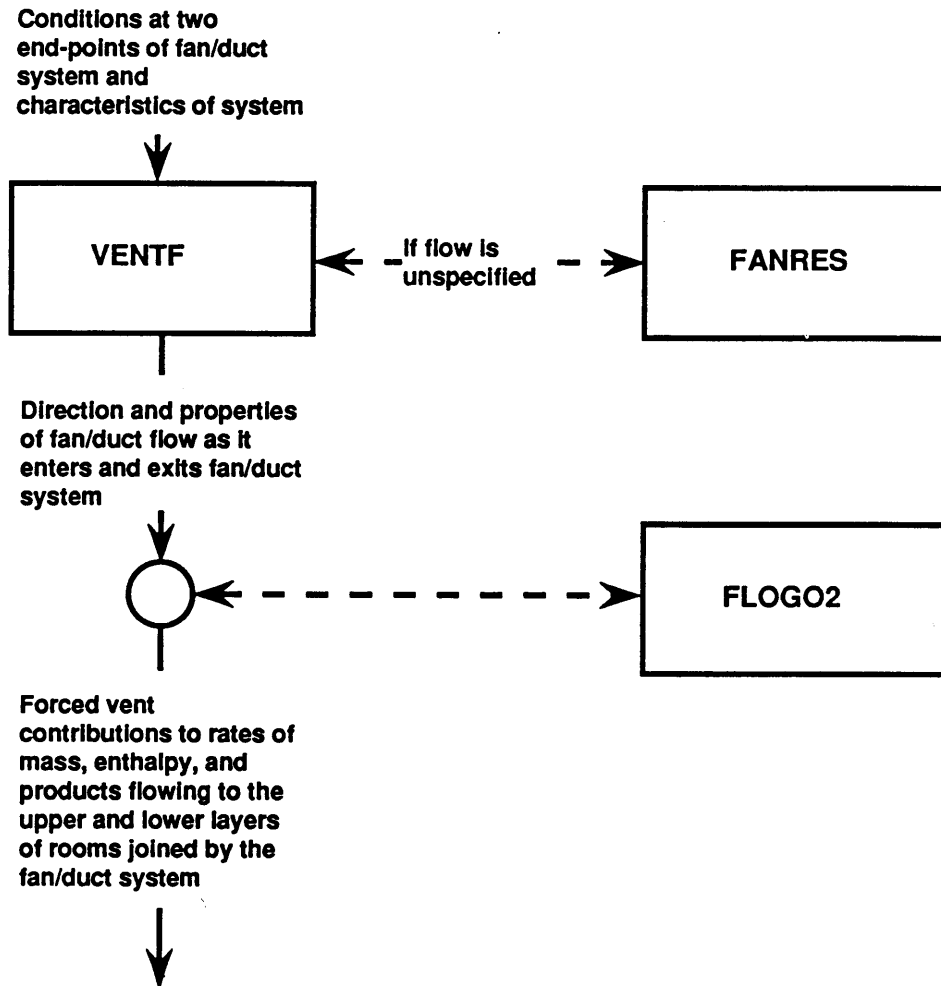 Conditions at two
end-points of fan/duct
system and
characteristics of system
VENTF
If flow is
unspecified
FANRES
Direction and properties
of fan/duct flow as it
enters and exits fan/duct
system
FLOGO2
Forced vent
contributions to rates of
mass, enthalpy, and
products flowing to the
upper and lower layers
of rooms joined by the
fan/duct system